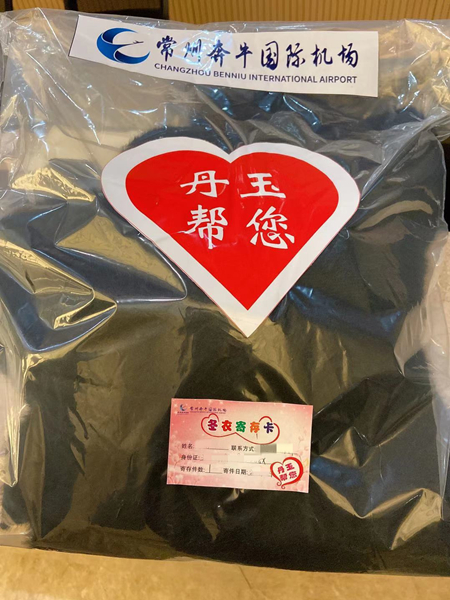 常州奔牛国际机场
CHANGZHOU BENNIU INTERNATIONAL AIRPORT
丹玉
帮您
常州奔牛国际机场
冬衣寄存卡
姓名: 联系方式:
身份证:
寄存件数: 1 寄件日期:
丹玉
帮您